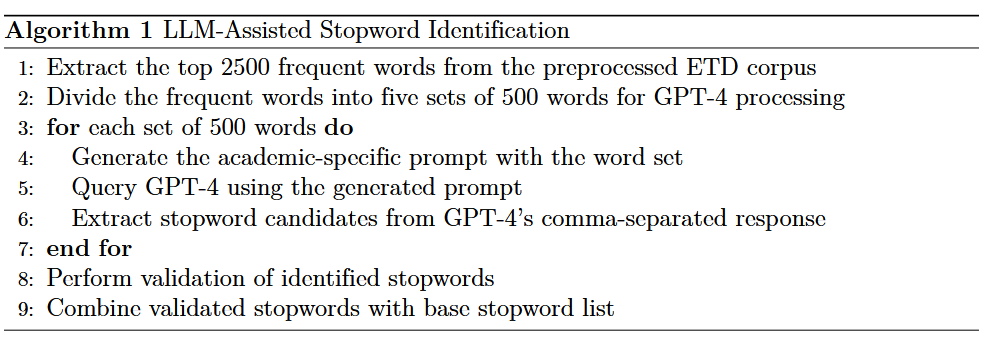 Algorithm 1 LLM-Assisted Stopword Identification
1: Extract the top 2500 frequent words from the preprocessed ETD corpus
2: Divide the frequent words into five sets of 500 words for GPT-4 processing
3: for each set of 500 words do
4: Generate the academic-specific prompt with the word set
5: Query GPT-4 using the generated prompt
6: Extract stopword candidates from GPT-4's comma-separated response
7: end for
8: Perform validation of identified stopwords
9: Combine validated stopwords with base stopword list